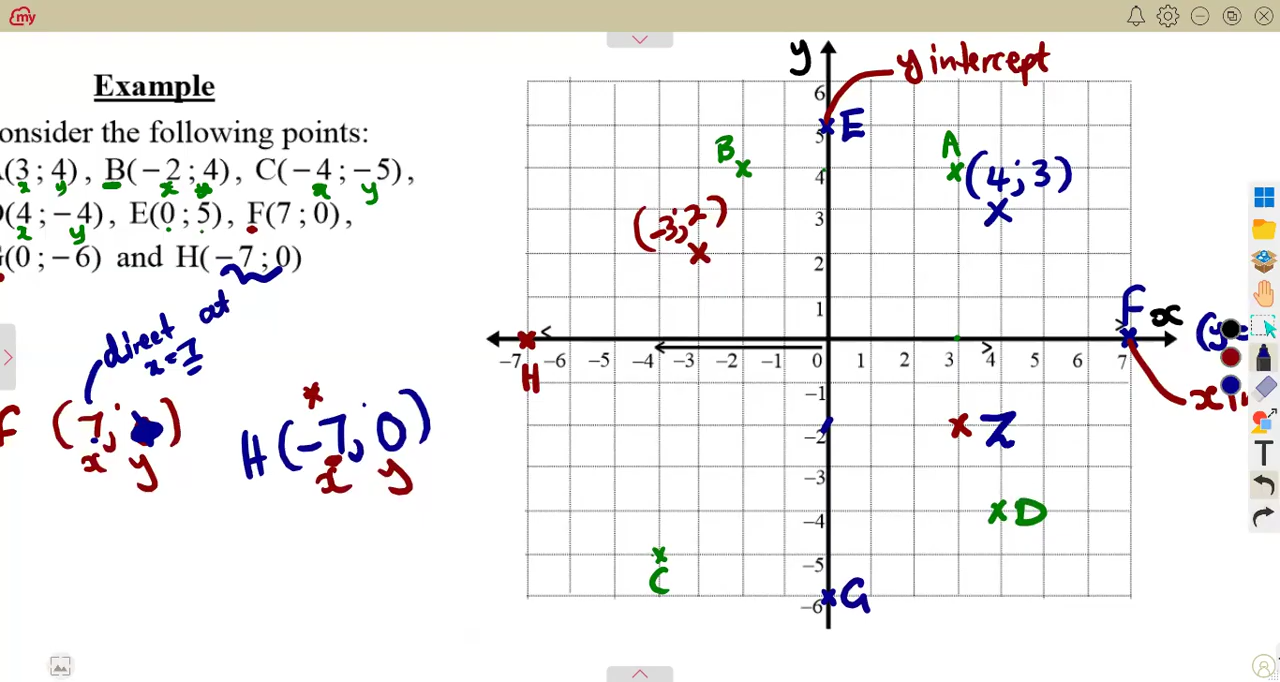 my
Example
onsider the following points:
(3 ; 4), B(−2 ; 4), C(−4 ; −5),
x y x x y
(4 ; −4), E(0 ; 5), F(7 ; 0),
x y
(0 ; −6) and H(−7 ; 0)
direct at
x = 7
F (7;
x y
H (-7; 0)
x y
y
y intercept
E
B
A
(4;3)
(-3;2)
F
x
(y=
H
x in
Z
D
C
G
6
5
4
3
2
1
−7 −6 −5 −4 −3 −2 −1 0 1 2 3 4 5 6 7
−1
−2
−3
−4
−5
−6
T